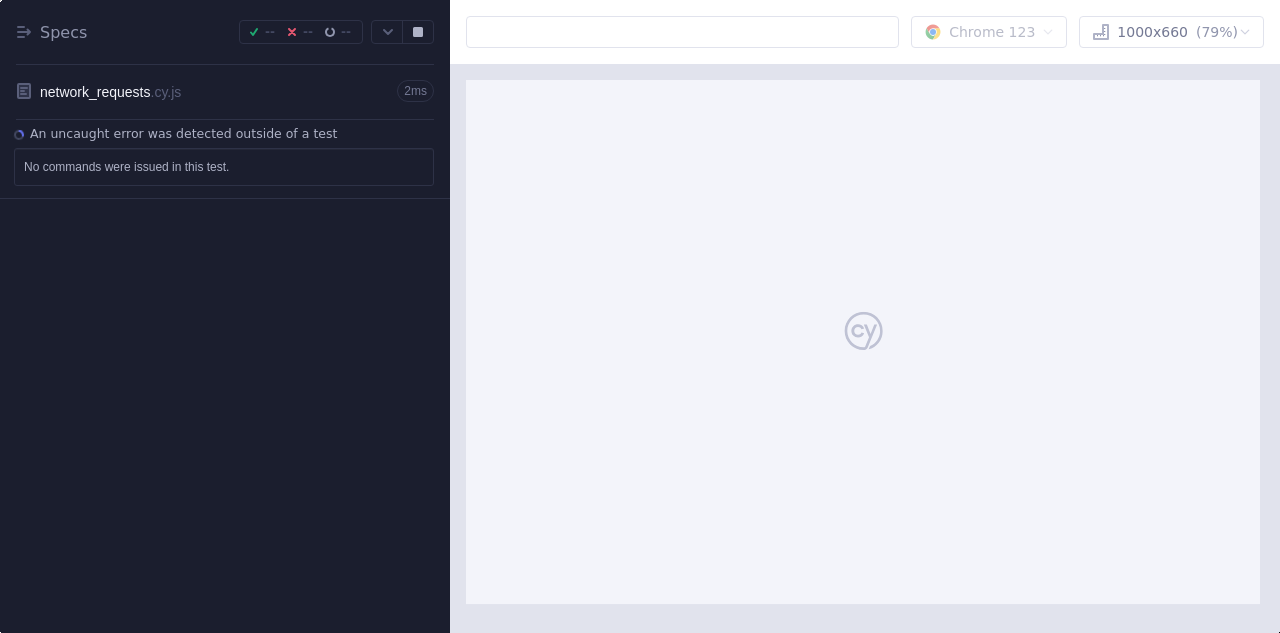 Specs
-- -- --
network_requests.cy.js
2ms
An uncaught error was detected outside of a test
No commands were issued in this test.
Chrome 123
1000x660 (79%)
cy